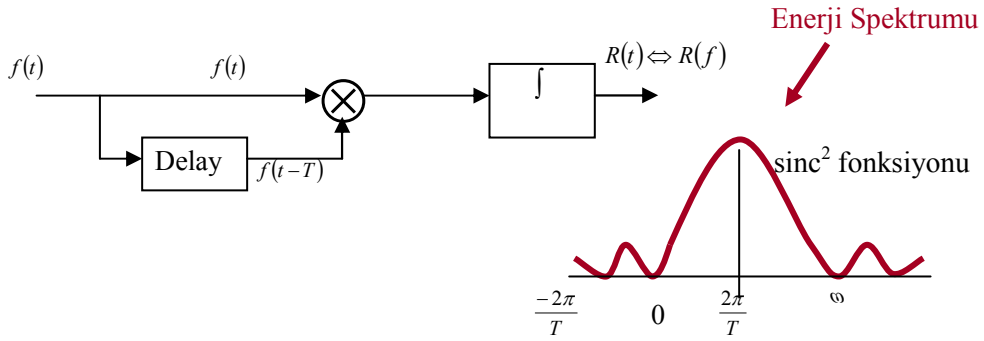 Enerji Spektrumu
f(t)
f(t)
∫
R(t) ⇔ R(f)
Delay
f(t−T)
sinc² fonksiyonu
−2π/T
0
2π/T
ω